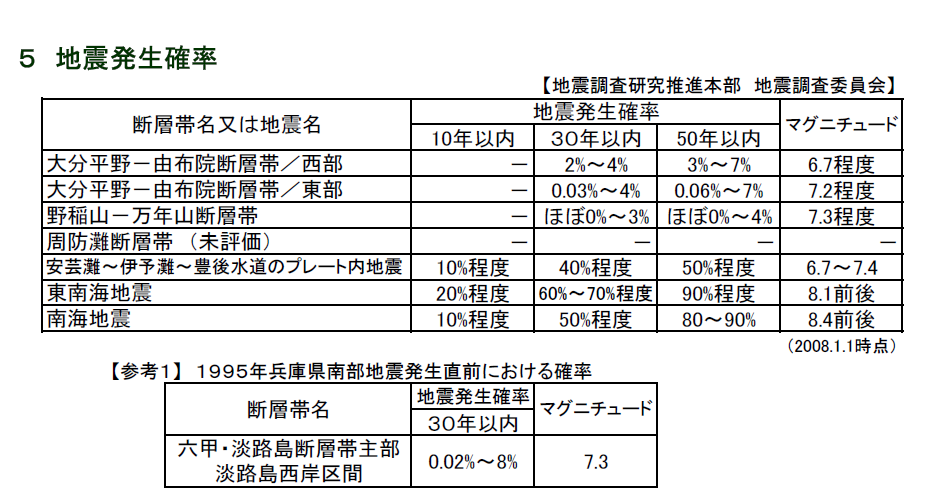 ５　地震発生確率
【地震調査研究推進本部　地震調査委員会】
断層帯名又は地震名　地震発生確率　マグニチュード
10年以内　30年以内　50年以内
大分平野－由布院断層帯／西部　－　2%～4%　3%～7%　6.7程度
大分平野－由布院断層帯／東部　－　0.03%～4%　0.06%～7%　7.2程度
野稲山－万年山断層帯　－　ほぼ0%～3%　ほぼ0%～4%　7.3程度
周防灘断層帯　（未評価）　－　－　－　－
安芸灘～伊予灘～豊後水道のプレート内地震　10%程度　40%程度　50%程度　6.7～7.4
東南海地震　20%程度　60%～70%程度　90%程度　8.1前後
南海地震　10%程度　50%程度　80～90%　8.4前後
（2008.1.1時点）
【参考１】　１９９５年兵庫県南部地震発生直前における確率
断層帯名　地震発生確率　マグニチュード
３０年以内
六甲・淡路島断層帯主部　0.02%～8%　7.3
淡路島西岸区間